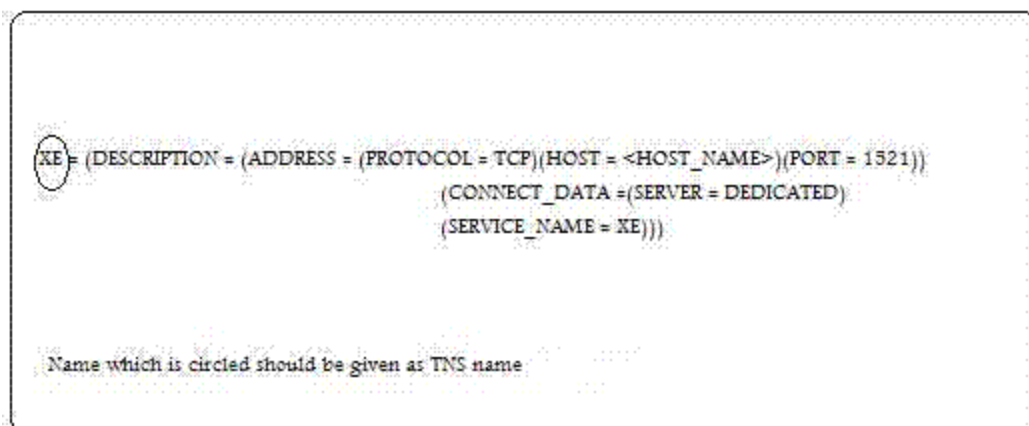 XE = (DESCRIPTION = (ADDRESS = (PROTOCOL = TCP)(HOST = <HOST_NAME>)(PORT = 1521))
(CONNECT_DATA =(SERVER = DEDICATED)
(SERVICE_NAME = XE)))
Name which is circled should be given as TNS name